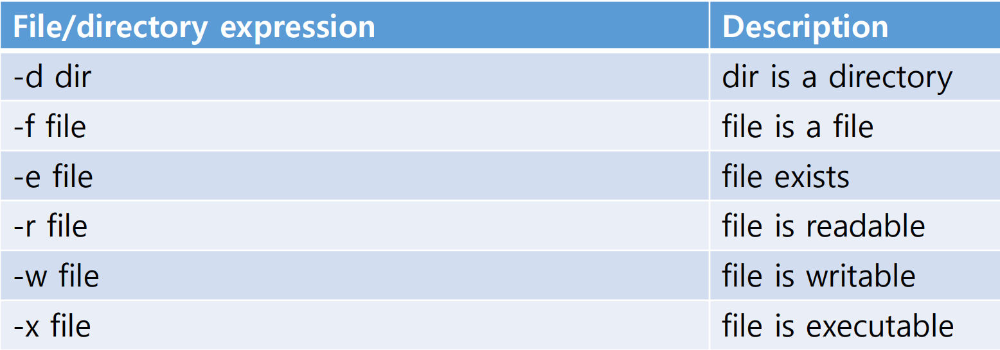 File/directory expression Description
-d dir dir is a directory
-f file file is a file
-e file file exists
-r file file is readable
-w file file is writable
-x file file is executable